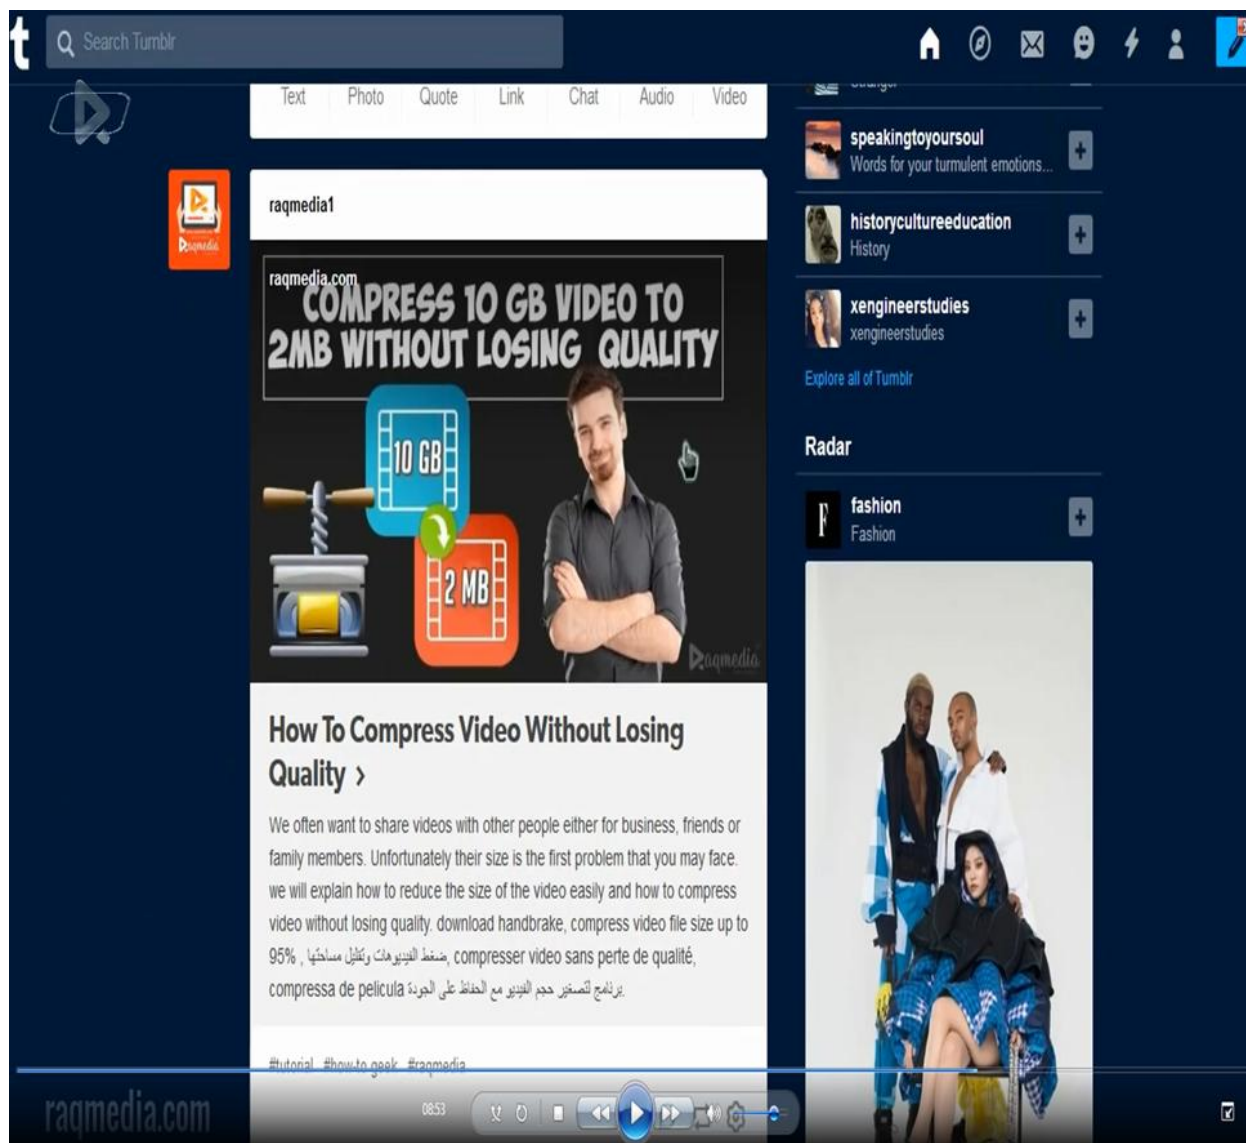 t
Search Tumblr
Text Photo Quote Link Chat Audio Video
raqmedia1
raqmedia.com
COMPRESS 10 GB VIDEO TO
2MB WITHOUT LOSING QUALITY
10 GB
2 MB
Raqmedia
How To Compress Video Without Losing
Quality >
We often want to share videos with other people either for business, friends or
family members. Unfortunately their size is the first problem that you may face.
we will explain how to reduce the size of the video easily and how to compress
video without losing quality. download handbrake, compress video file size up to
95% , ضغط الفيديوهات وتقليل مساحتها, compresser video sans perte de qualité,
compressa de pelicula برنامج لتصغير حجم الفيديو مع الحفاظ على الجودة.
#tutorial #how-to geek #raqmedia
Stranger
speakingtoyoursoul
Words for your turmulent emotions...
historycultureeducation
History
xengineerstudies
xengineerstudies
Explore all of Tumblr
Radar
F
fashion
Fashion
raqmedia.com
08:53